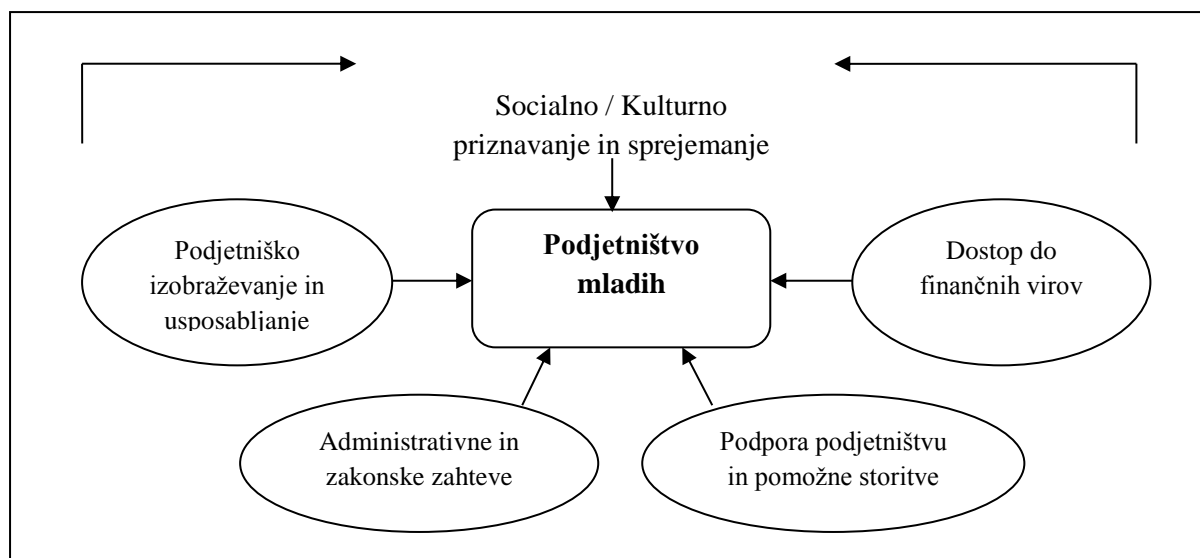 Socialno / Kulturno
priznavanje in sprejemanje
Podjetniško
izobraževanje in
usposabljanje
Podjetništvo
mladih
Dostop do
finančnih virov
Administrativne in
zakonske zahteve
Podpora podjetništvu
in pomožne storitve